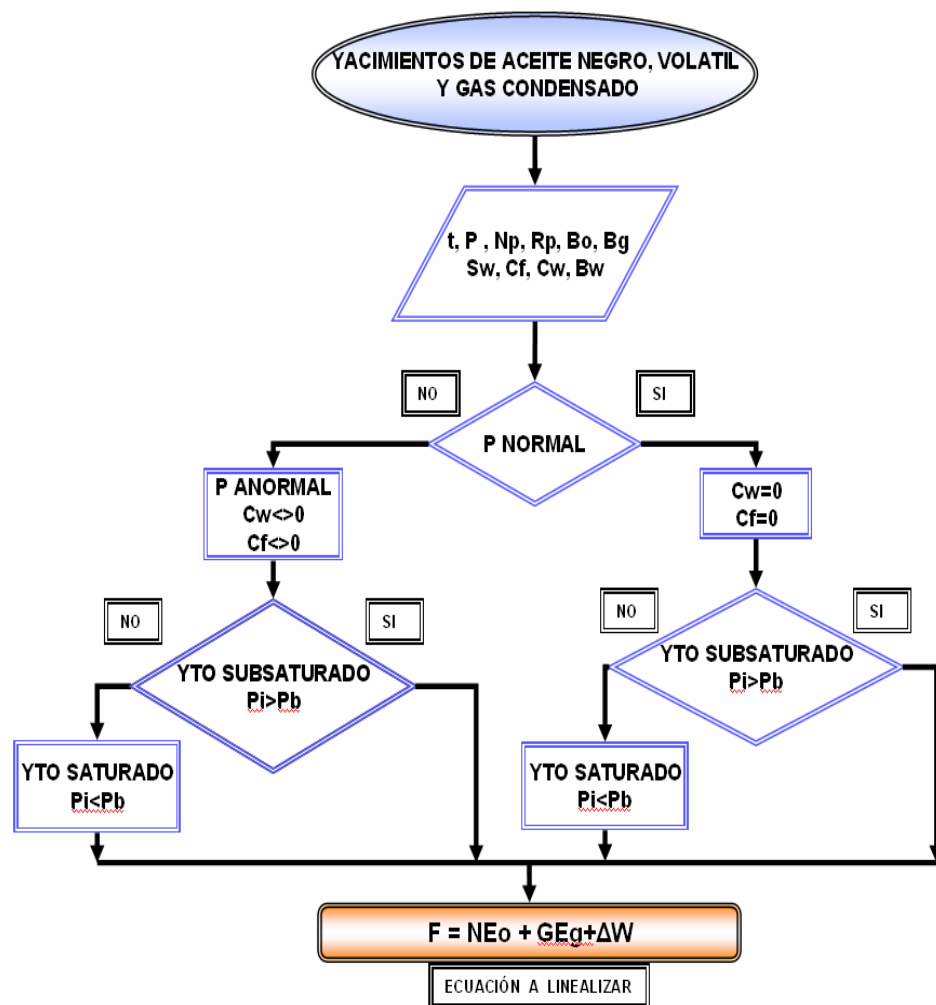 YACIMIENTOS DE ACEITE NEGRO, VOLATIL
Y GAS CONDENSADO
t, P , Np, Rp, Bo, Bg
Sw, Cf, Cw, Bw
NO
SI
P NORMAL
P ANORMAL
Cw<>0
Cf<>0
Cw=0
Cf=0
NO
SI
YTO SUBSATURADO
Pi>Pb
NO
SI
YTO SUBSATURADO
Pi>Pb
YTO SATURADO
Pi<Pb
YTO SATURADO
Pi<Pb
F = NEo + GEg+ΔW
ECUACIÓN A LINEALIZAR